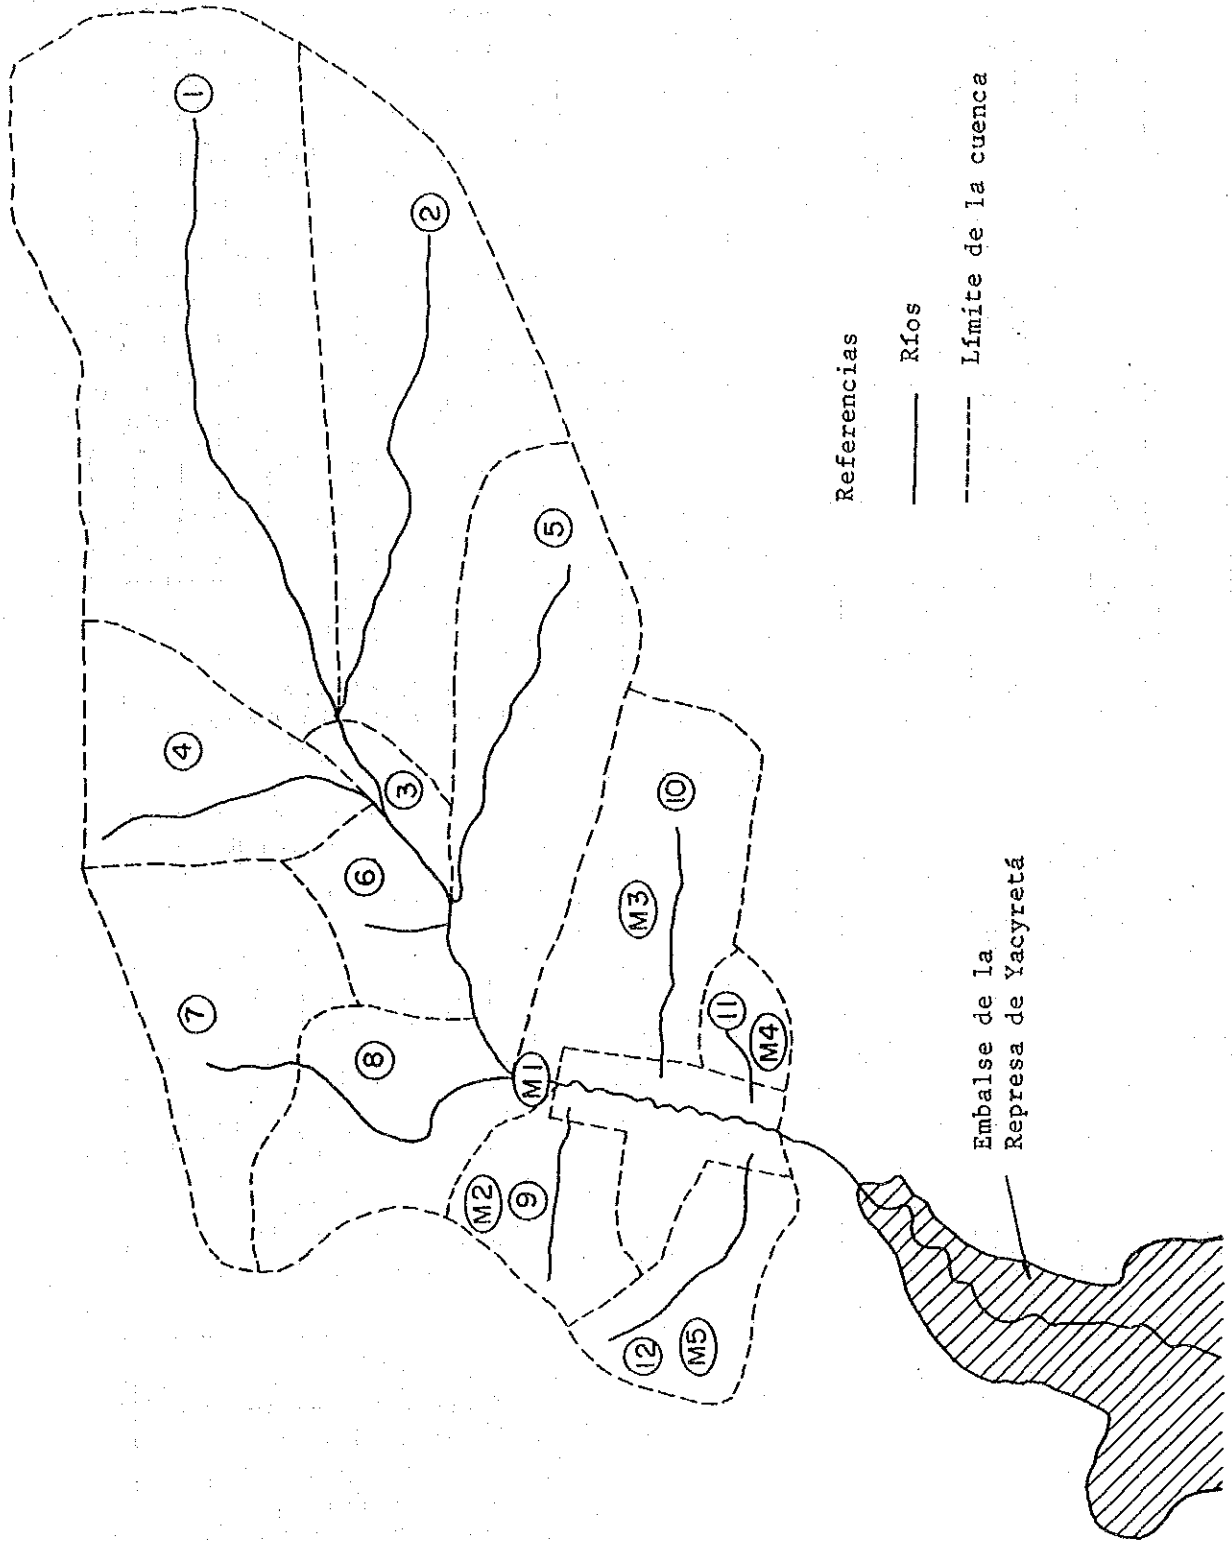 1
2
3
4
5
6
7
8
M1
M2
9
M3
10
11
M4
12
M5
Referencias
Ríos
Límite de la cuenca
Embalse de la
Represa de Yacyretá